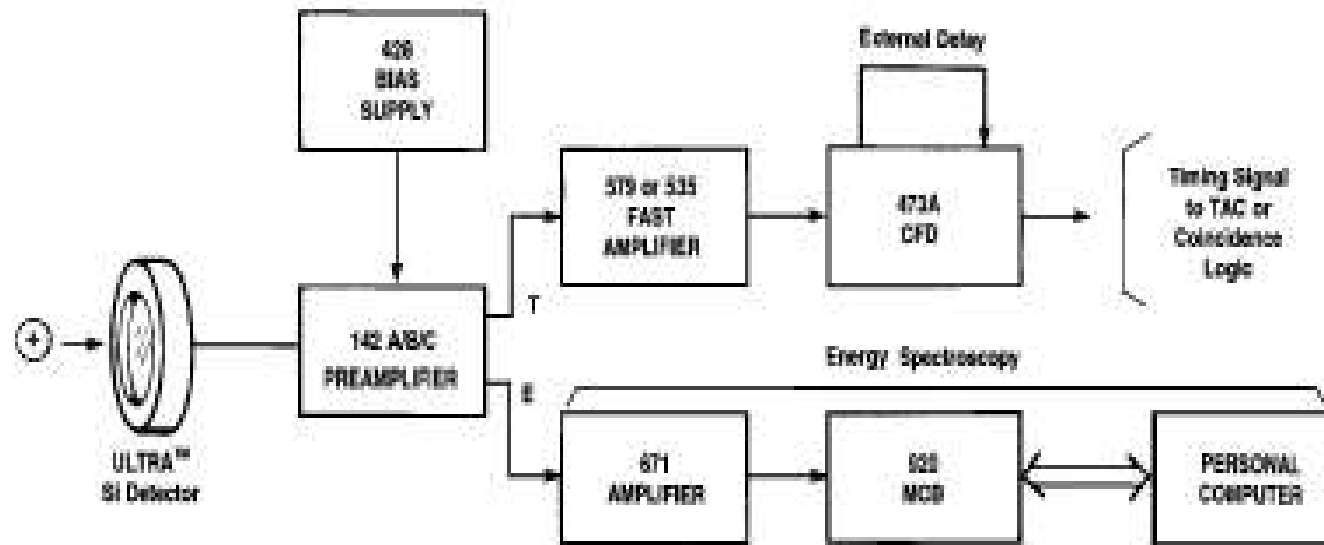 428
BIAS
SUPPLY
External Delay
579 or 535
FAST
AMPLIFIER
473A
CFD
Timing Signal
to TAC or
Coincidence
Logic
+
142 A/B/C
PREAMPLIFIER
T
E
Energy Spectroscopy
ULTRA™
Si Detector
671
AMPLIFIER
MCB
PERSONAL
COMPUTER